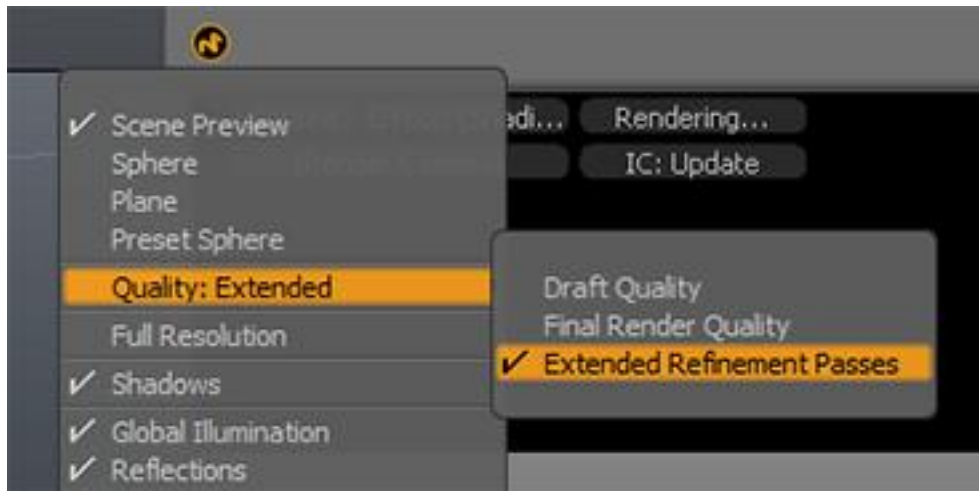 di... Rendering...
IC: Update
Scene Preview
Sphere
Plane
Preset Sphere
Quality: Extended
Full Resolution
Shadows
Global Illumination
Reflections
Draft Quality
Final Render Quality
Extended Refinement Passes